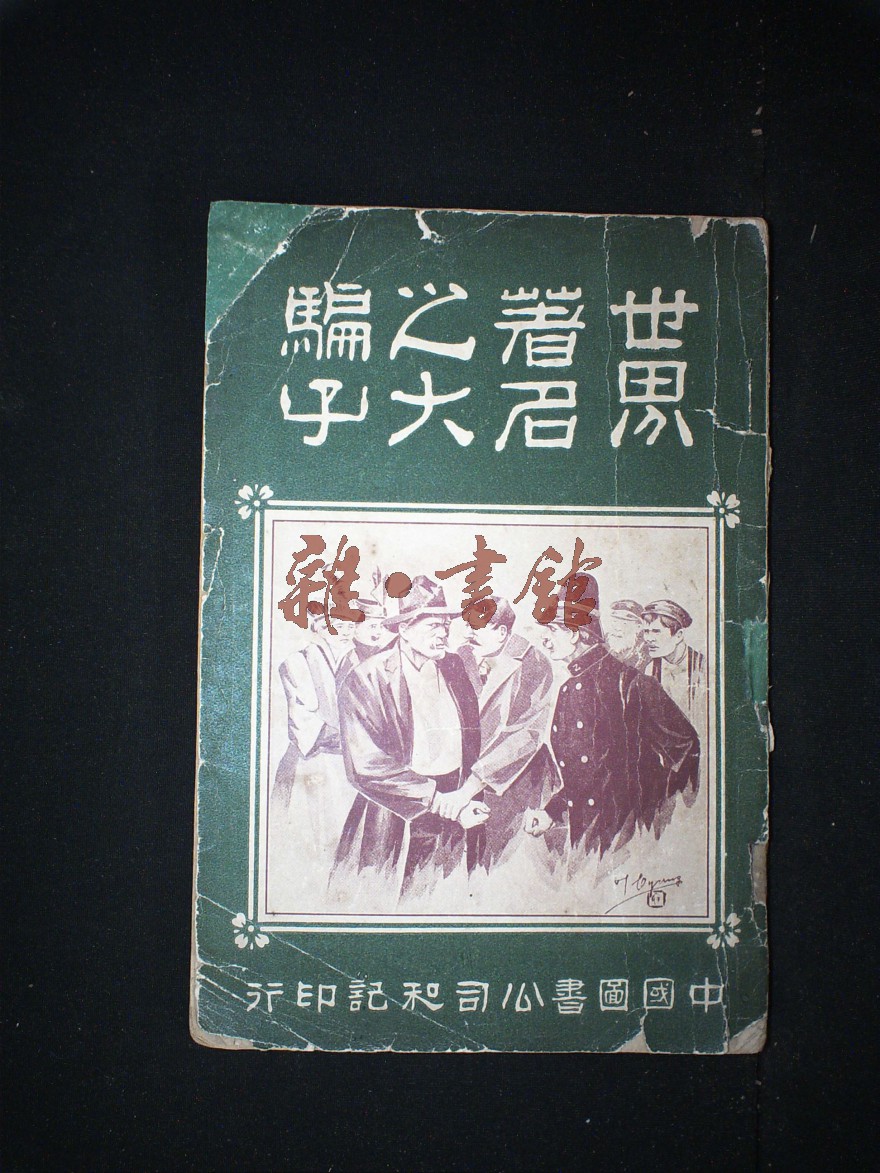 世界
著名
之大
騙子
雜·書館
中國圖書公司和記印行